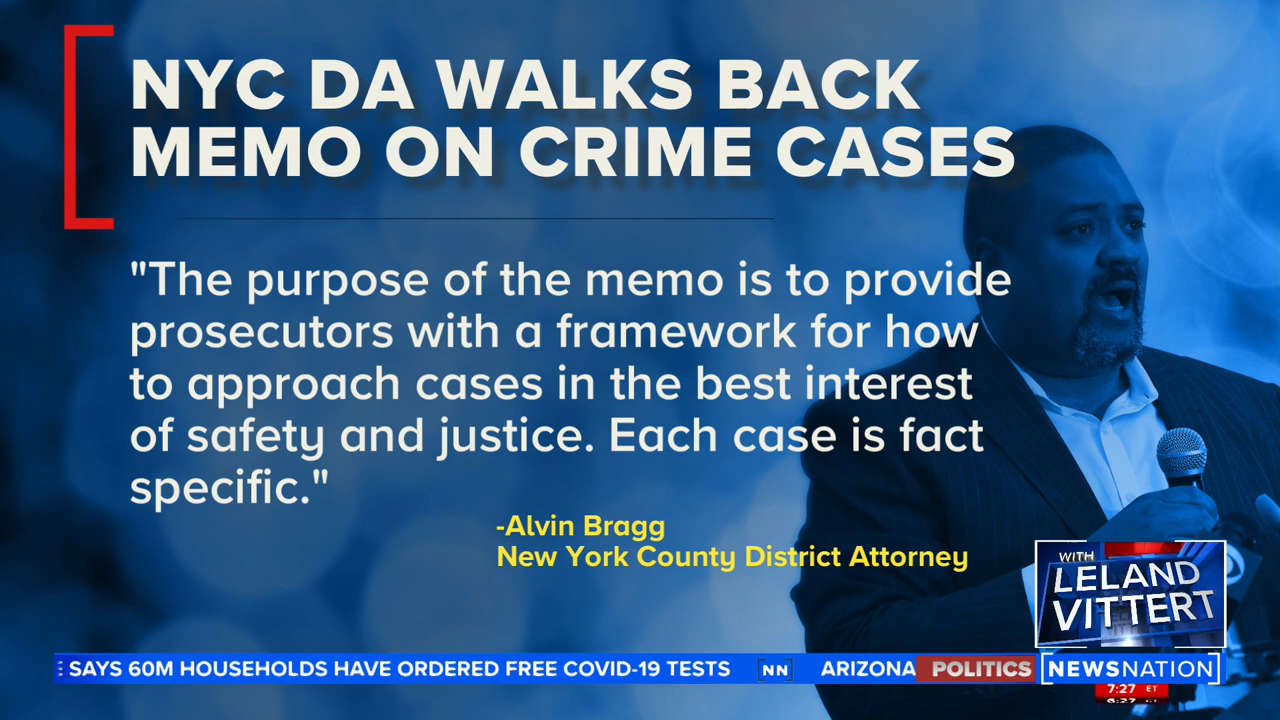 NYC DA WALKS BACK
MEMO ON CRIME CASES
"The purpose of the memo is to provide
prosecutors with a framework for how
to approach cases in the best interest
of safety and justice. Each case is fact
specific."
-Alvin Bragg
New York County District Attorney
WITH
LELAND
VITTERT
SAYS 60M HOUSEHOLDS HAVE ORDERED FREE COVID-19 TESTS NN ARIZONA POLITICS NEWSNATION
7:27 ET
6:27 CT